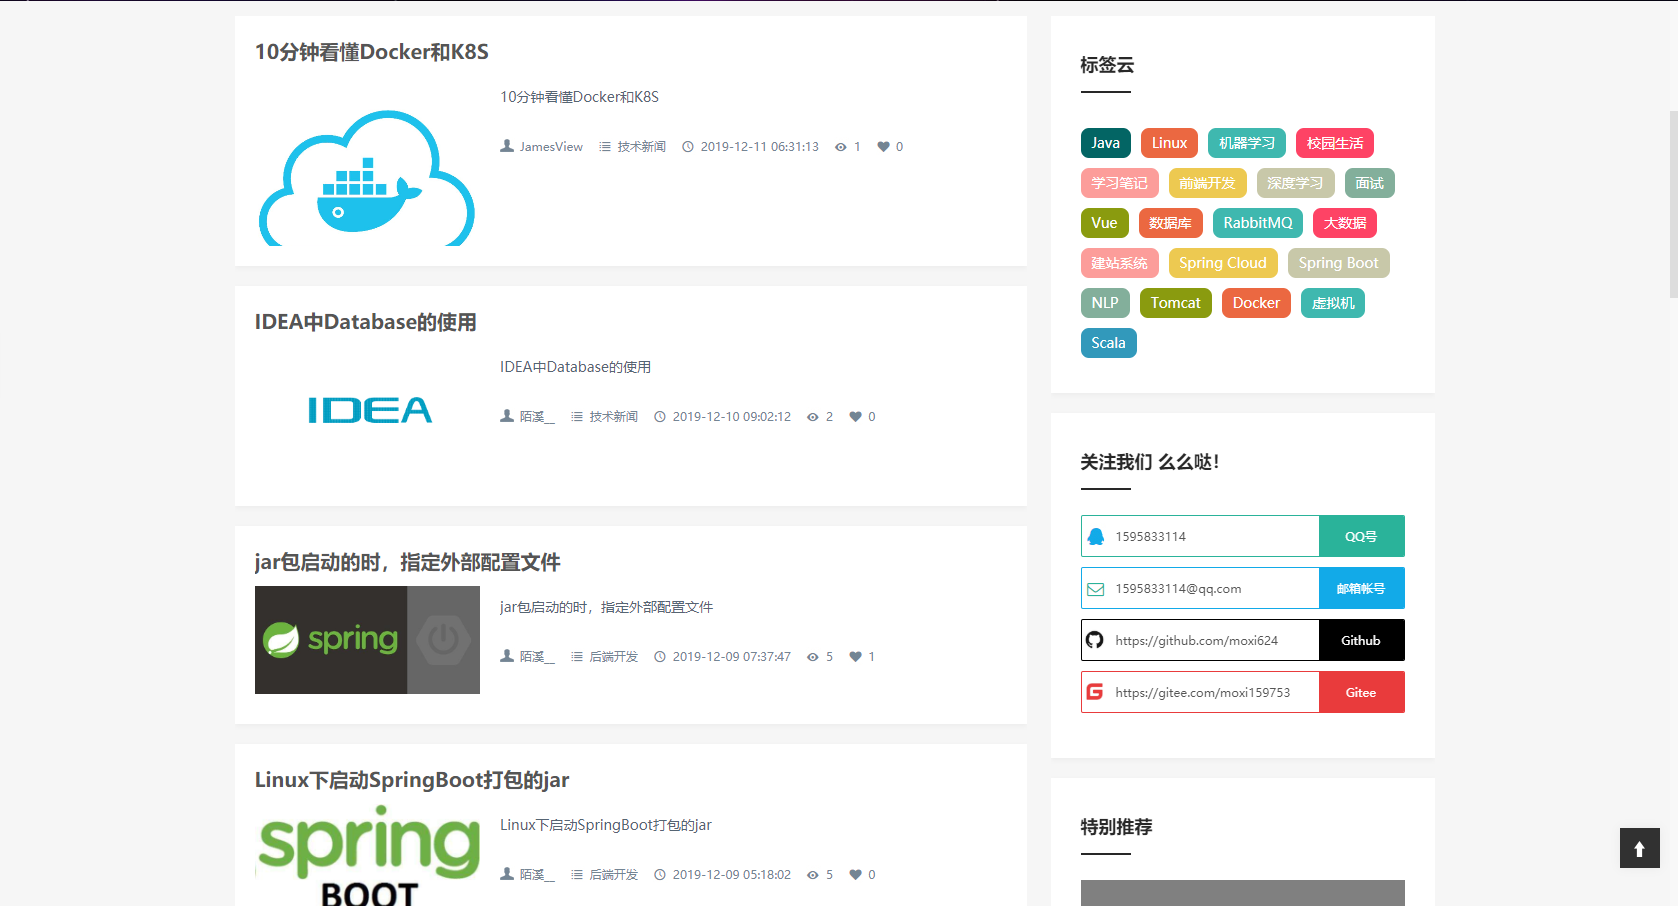 10分钟看懂Docker和K8S
10分钟看懂Docker和K8S
JamesView 技术新闻 2019-12-11 06:31:13 1 0
IDEA中Database的使用
IDEA
IDEA中Database的使用
陌溪__ 技术新闻 2019-12-10 09:02:12 2 0
jar包启动的时，指定外部配置文件
spring
jar包启动的时，指定外部配置文件
陌溪__ 后端开发 2019-12-09 07:37:47 5 1
Linux下启动SpringBoot打包的jar
spring
BOOT
Linux下启动SpringBoot打包的jar
陌溪__ 后端开发 2019-12-09 05:18:02 5 0
标签云
Java Linux 机器学习 校园生活
学习笔记 前端开发 深度学习 面试
Vue 数据库 RabbitMQ 大数据
建站系统 Spring Cloud Spring Boot
NLP Tomcat Docker 虚拟机
Scala
关注我们 么么哒！
1595833114 QQ号
1595833114@qq.com 邮箱帐号
https://github.com/moxi624 Github
https://gitee.com/moxi159753 Gitee
特别推荐